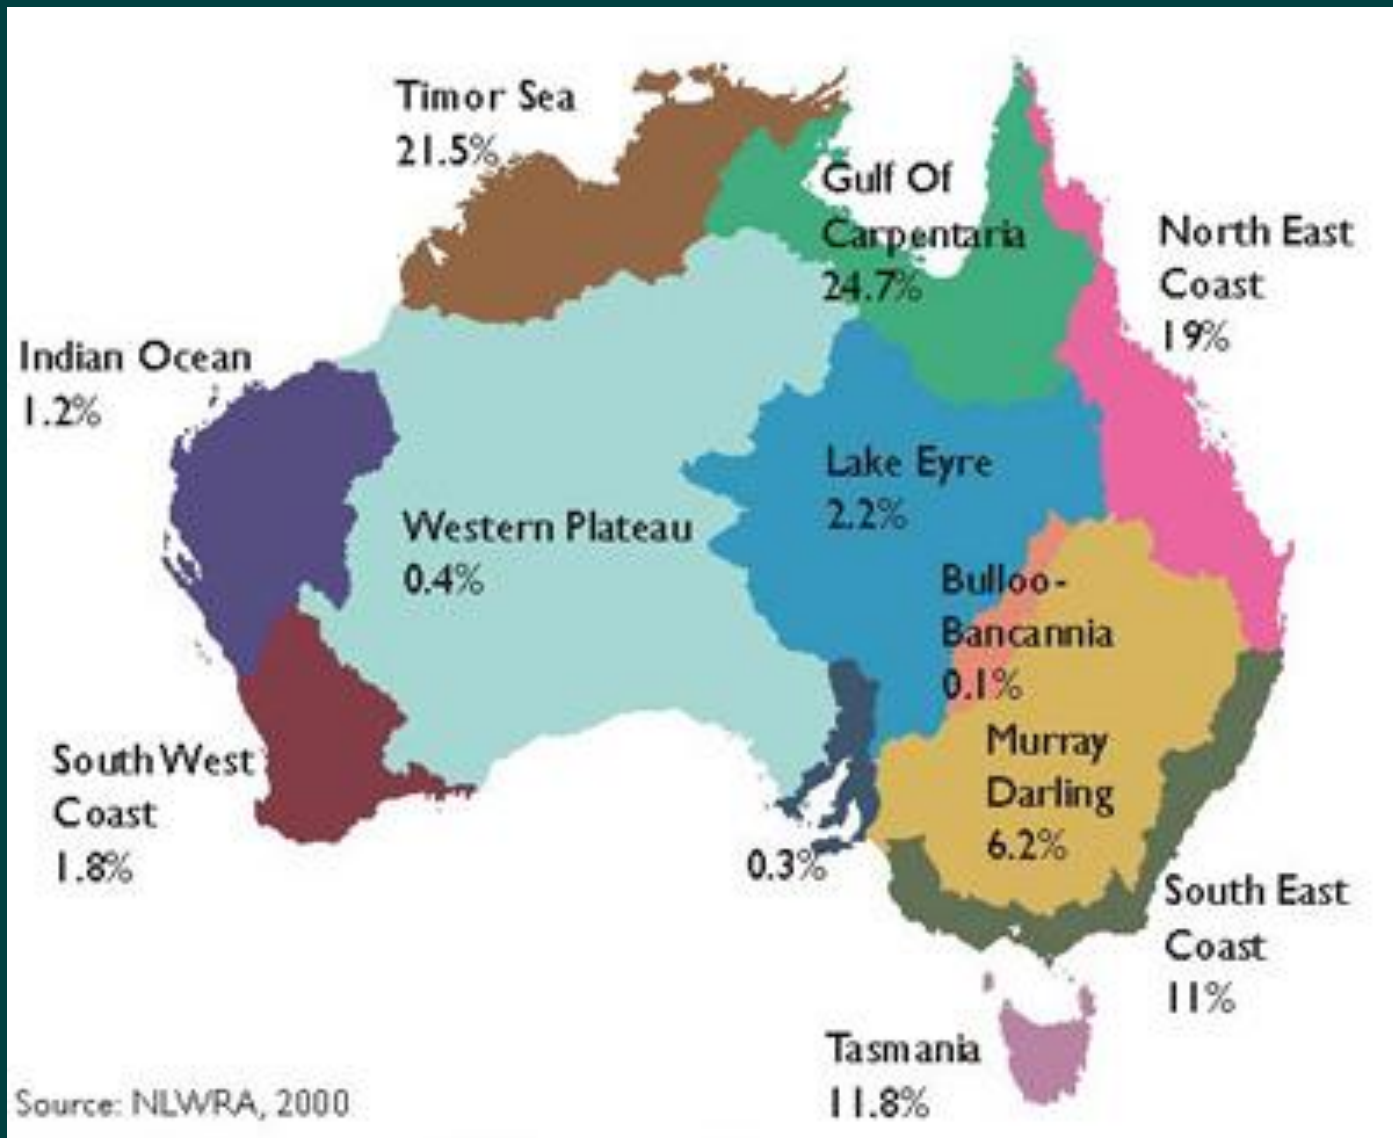 Timor Sea
21.5%
Gulf Of
Carpentaria
24.7%
North East
Coast
19%
Indian Ocean
1.2%
Lake Eyre
2.2%
Western Plateau
0.4%
Bulloo-
Bancannia
0.1%
Murray
Darling
6.2%
South West
Coast
1.8%
0.3%
South East
Coast
11%
Tasmania
11.8%
Source: NLWRA, 2000